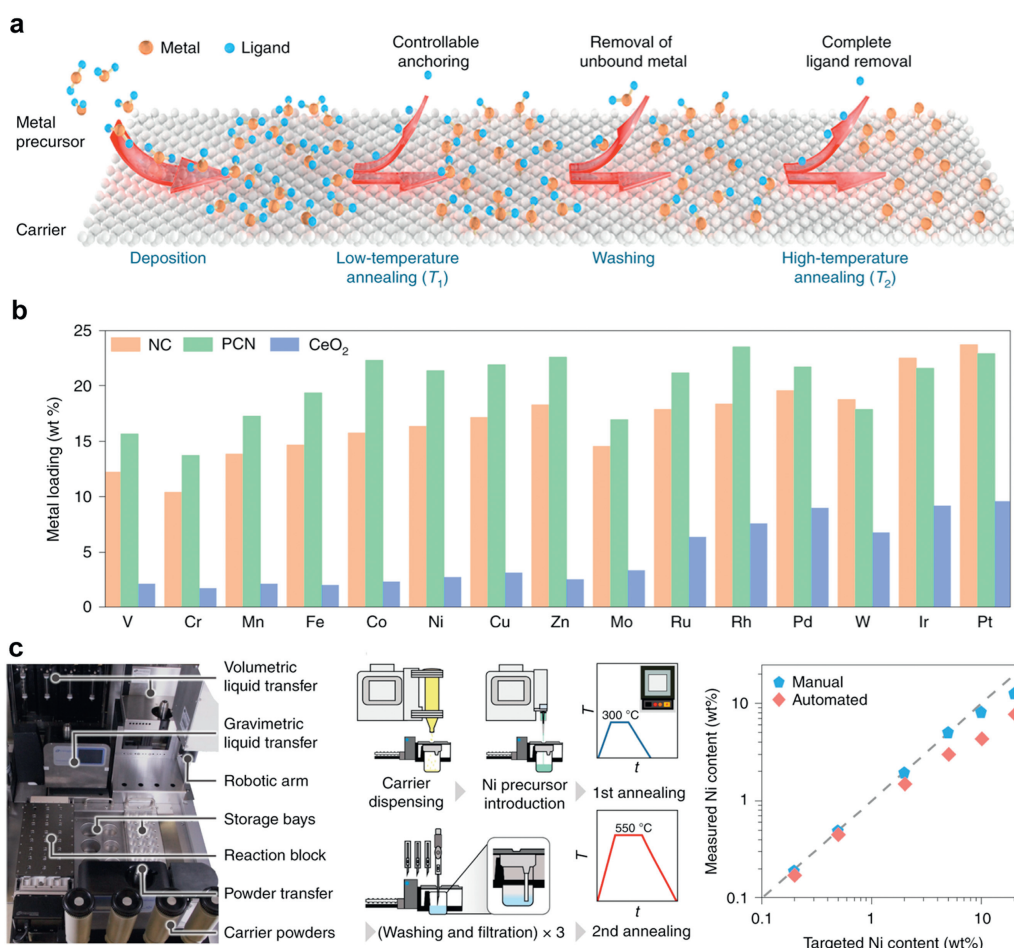 a
Metal
Ligand
Controllable
anchoring
Removal of
unbound metal
Complete
ligand removal
Metal
precursor
Carrier
Deposition
Low-temperature
annealing (T₁)
Washing
High-temperature
annealing (T₂)
b
25
20
15
10
5
0
Metal loading (wt %)
NC
PCN
CeO₂
V
Cr
Mn
Fe
Co
Ni
Cu
Zn
Mo
Ru
Rh
Pd
W
Ir
Pt
c
Volumetric
liquid transfer
Gravimetric
liquid transfer
Robotic arm
Storage bays
Reaction block
Powder transfer
Carrier powders
Carrier
dispensing
Ni precursor
introduction
T
300 °C
t
1st annealing
(Washing and filtration) × 3
T
550 °C
t
2nd annealing
Measured Ni content (wt%)
10
1
0.1
Manual
Automated
0.1
1
10
Targeted Ni content (wt%)